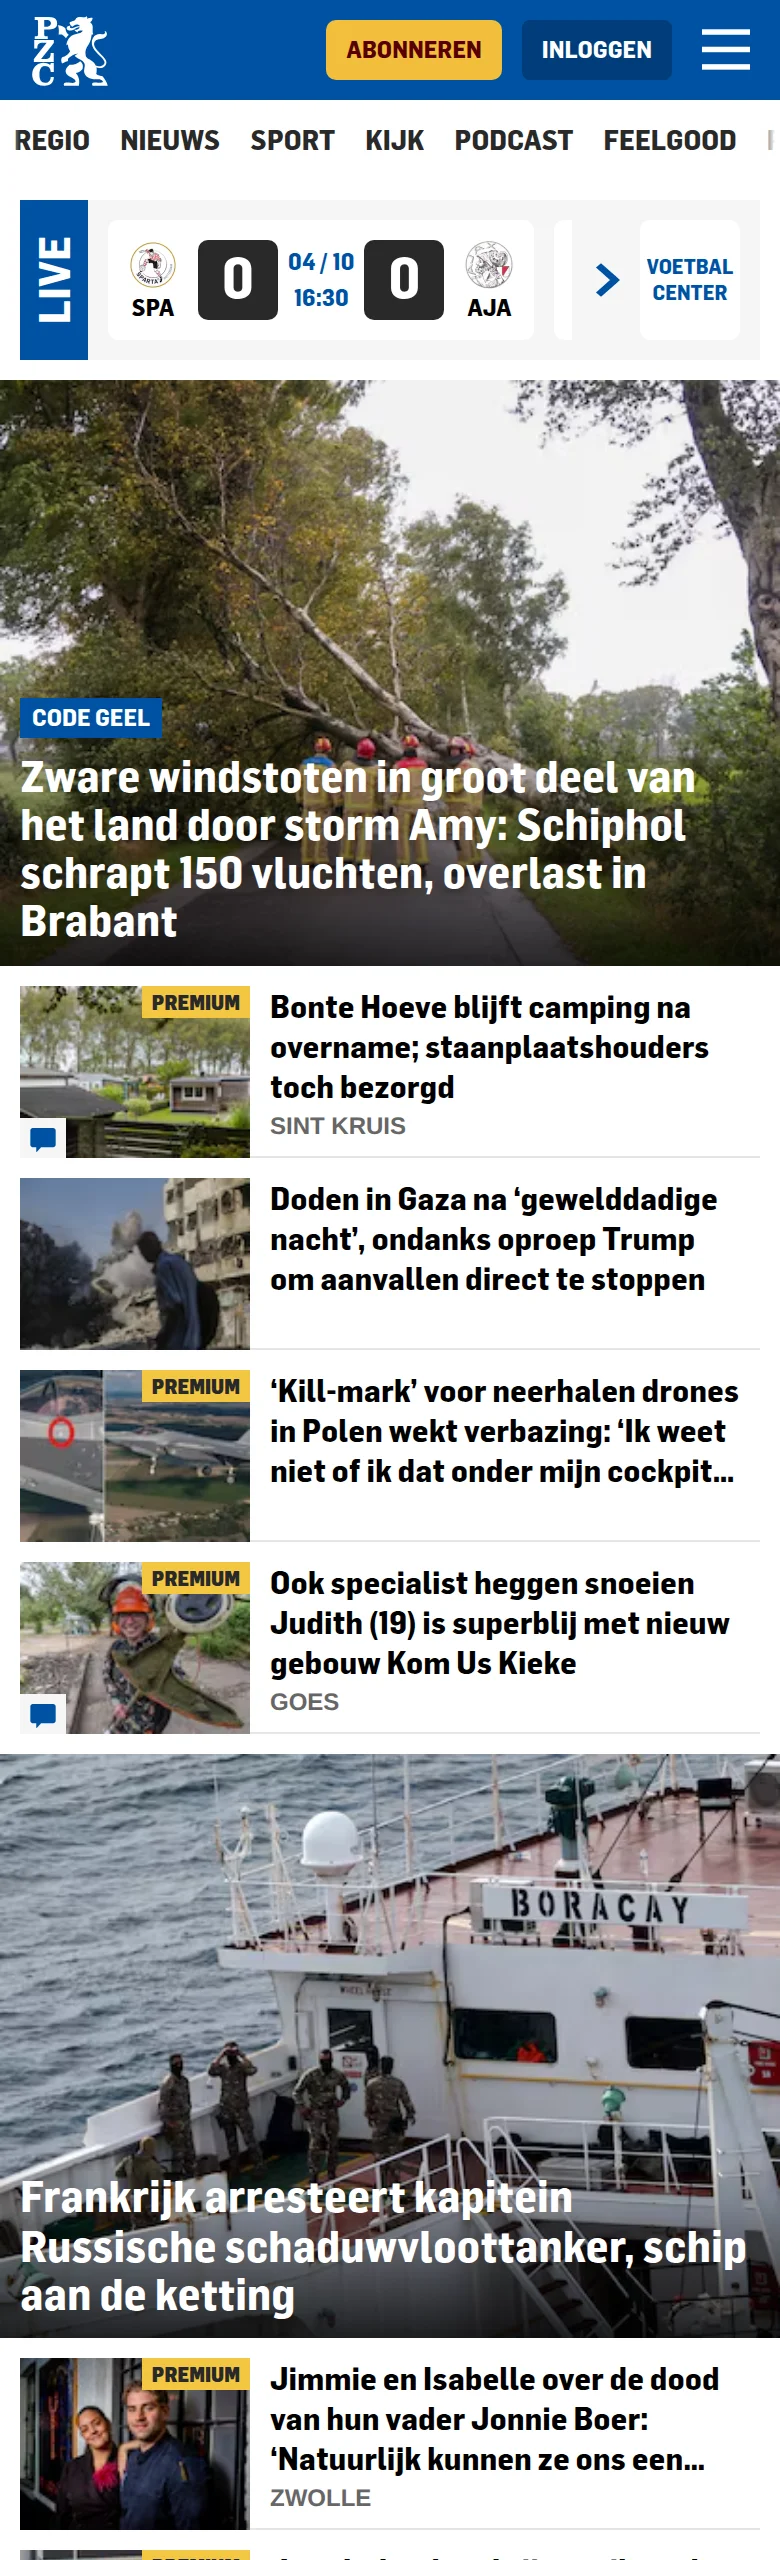 PZC
ABONNEREN
INLOGGEN
REGIO NIEUWS SPORT KIJK PODCAST FEELGOOD
LIVE
SPA
0
04 / 10
16:30
0
AJA
VOETBAL
CENTER
CODE GEEL
Zware windstoten in groot deel van
het land door storm Amy: Schiphol
schrapt 150 vluchten, overlast in
Brabant
PREMIUM
Bonte Hoeve blijft camping na
overname; staanplaatshouders
toch bezorgd
SINT KRUIS
Doden in Gaza na ‘gewelddadige
nacht’, ondanks oproep Trump
om aanvallen direct te stoppen
PREMIUM
‘Kill-mark’ voor neerhalen drones
in Polen wekt verbazing: ‘Ik weet
niet of ik dat onder mijn cockpit...
PREMIUM
Ook specialist heggen snoeien
Judith (19) is superblij met nieuw
gebouw Kom Us Kieke
GOES
BORACAY
Frankrijk arresteert kapitein
Russische schaduwvloottanker, schip
aan de ketting
PREMIUM
Jimmie en Isabelle over de dood
van hun vader Jonnie Boer:
‘Natuurlijk kunnen ze ons een...
ZWOLLE